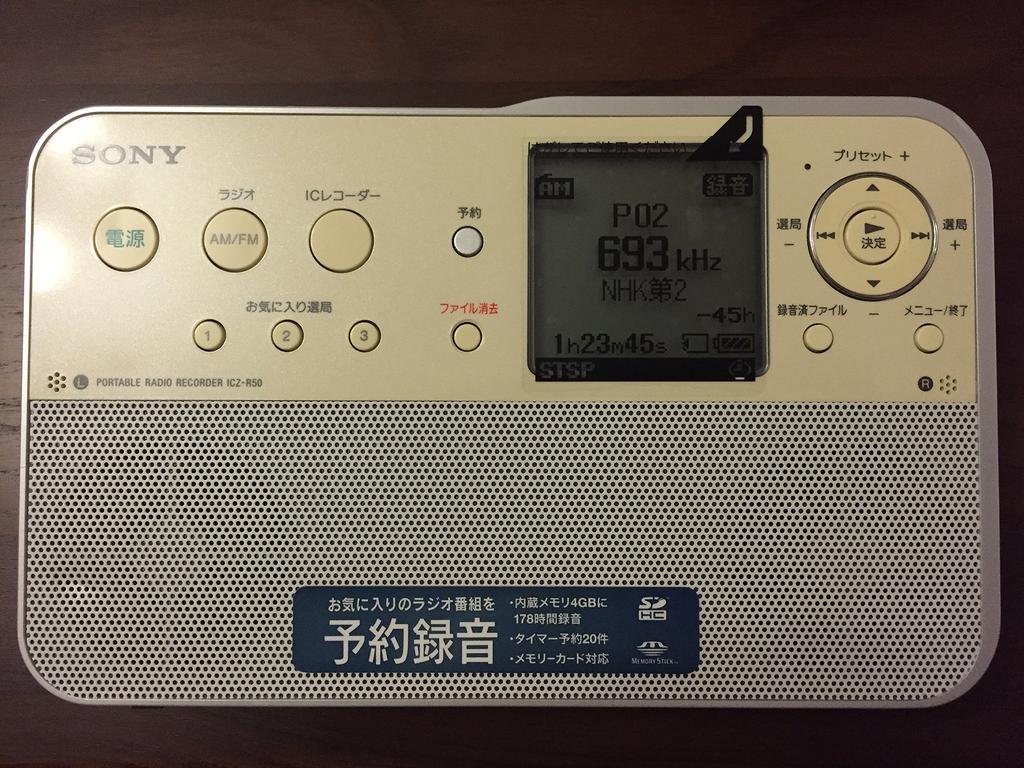 SONY
ラジオ
ICレコーダー
予約
電源
AM/FM
お気に入り選局
1
2
3
ファイル消去
L PORTABLE RADIO RECORDER ICZ-R50
AM
録音
P02
693 kHz
NHK第2
-45h
1h23m45s
STSP
プリセット +
選局
−
決定
選局
+
−
録音済ファイル
メニュー/終了
R
お気に入りのラジオ番組を
予約録音
・内蔵メモリ4GBに
178時間録音
・タイマー予約20件
・メモリーカード対応
SD
HC
MEMORY STICK™